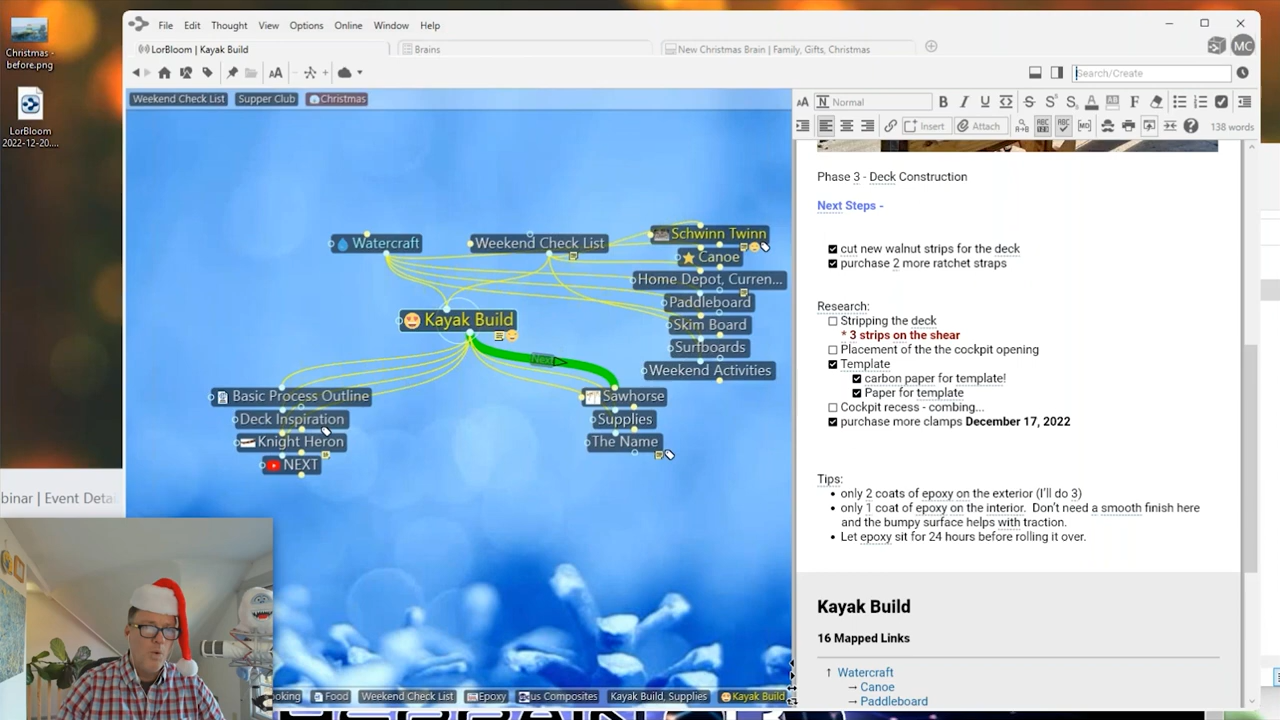 Christmas -
before.png
LorBloom
2022-12-20....
File Edit Thought View Options Online Window Help
LorBloom | Kayak Build
Brains
New Christmas Brain | Family, Gifts, Christmas
MC
Search/Create
Weekend Check List Supper Club Christmas
Normal
Insert
Attach
138 words
Watercraft
Weekend Check List
Schwinn Twinn
Canoe
Home Depot, Curren...
Paddleboard
Skim Board
Surfboards
Weekend Activities
Kayak Build
Next
Basic Process Outline
Deck Inspiration
Knight Heron
NEXT
Sawhorse
Supplies
The Name
Phase 3 - Deck Construction
Next Steps -
cut new walnut strips for the deck
purchase 2 more ratchet straps
Research:
Stripping the deck
* 3 strips on the shear
Placement of the the cockpit opening
Template
carbon paper for template!
Paper for template
Cockpit recess - combing...
purchase more clamps December 17, 2022
Tips:
• only 2 coats of epoxy on the exterior (I'll do 3)
• only 1 coat of epoxy on the interior. Don't need a smooth finish here
and the bumpy surface helps with traction.
• Let epoxy sit for 24 hours before rolling it over.
Kayak Build
16 Mapped Links
↑ Watercraft
→ Canoe
→ Paddleboard
binar | Event Detai
oking Food Weekend Check List Epoxy us Composites Kayak Build, Supplies Kayak Build